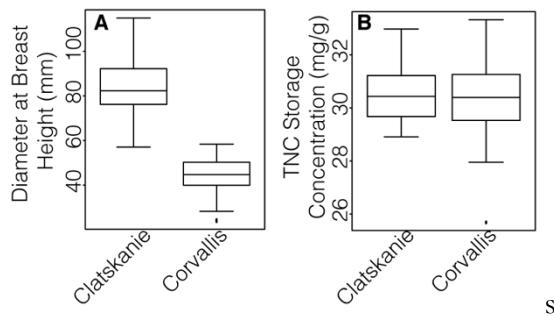 A
Diameter at Breast
Height (mm)
100
80
60
40
Clatskanie
Corvallis
B
TNC Storage
Concentration (mg/g)
32
30
28
26
Clatskanie
Corvallis
s